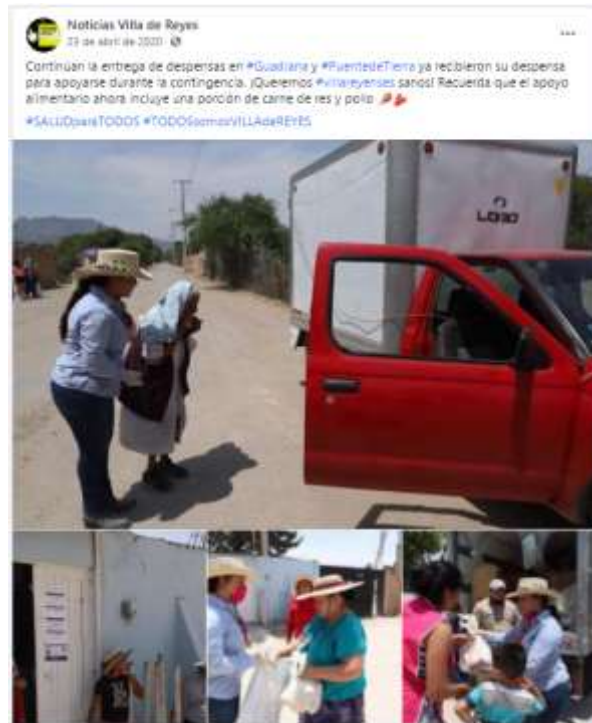 Noticias Villa de Reyes
23 de abril de 2020
Continúan la entrega de despensas en #Guadiana y #PuentedeTierra ya recibieron su despensa
para apoyarse durante la contingencia. ¡Queremos #villareyenses sanos! Recuerda que el apoyo
alimentario ahora incluye una porción de carne de res y pollo
#SALUDparaTODOS #TODOSsomosVILLAdeREYES
LOBO